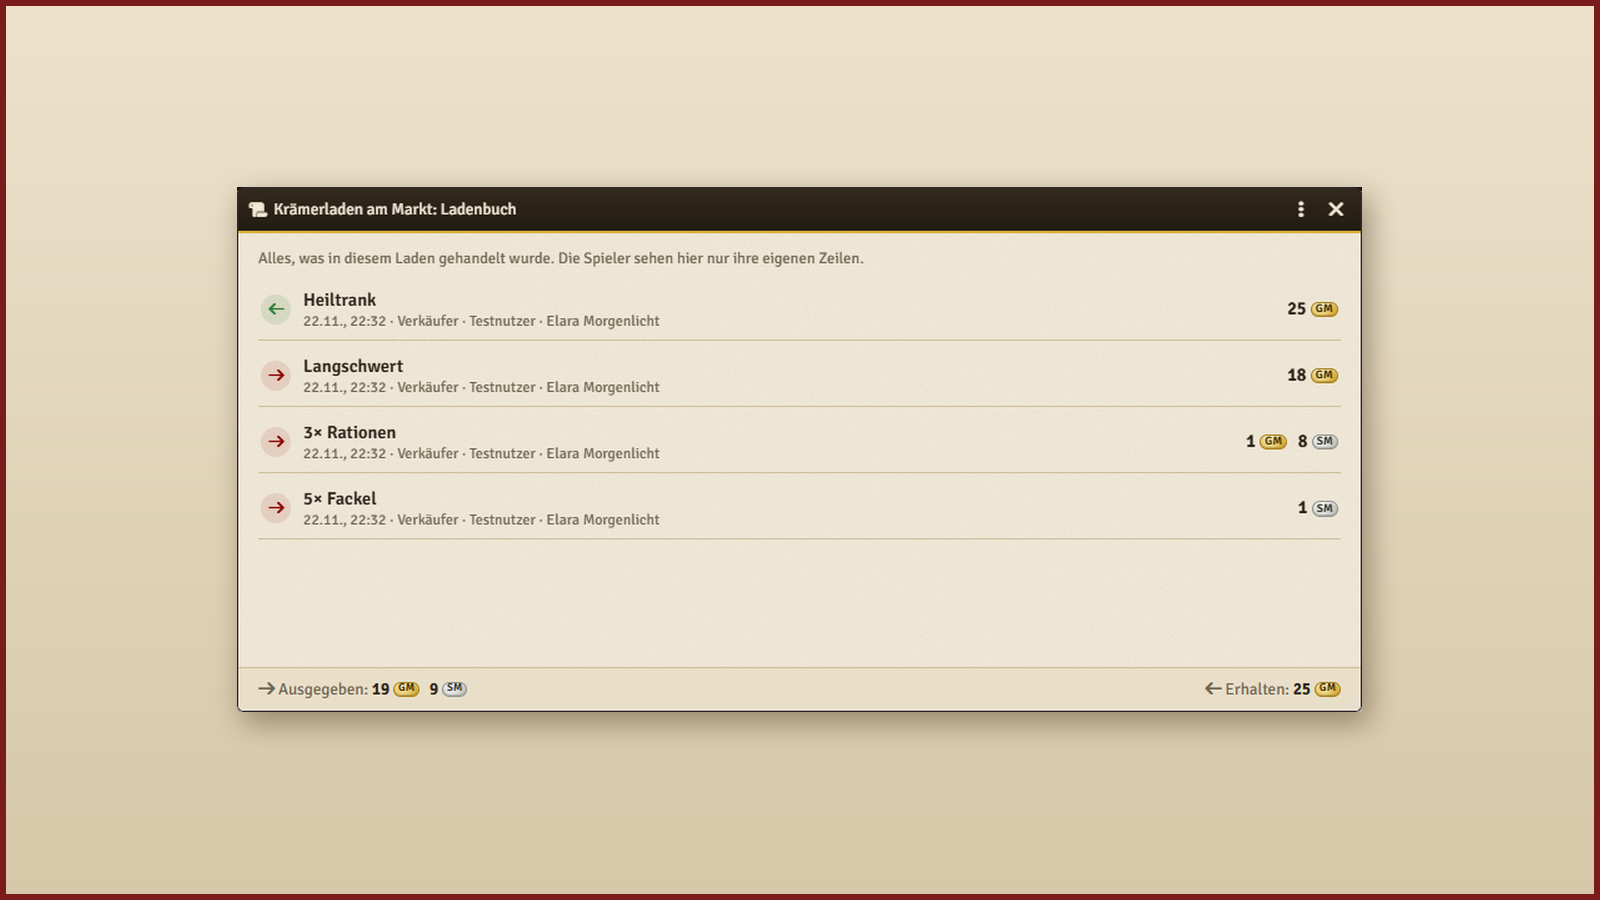 Krämerladen am Markt: Ladenbuch
Alles, was in diesem Laden gehandelt wurde. Die Spieler sehen hier nur ihre eigenen Zeilen.
Heiltrank
22.11., 22:32 · Verkäufer · Testnutzer · Elara Morgenlicht
25 GM
Langschwert
22.11., 22:32 · Verkäufer · Testnutzer · Elara Morgenlicht
18 GM
3× Rationen
22.11., 22:32 · Verkäufer · Testnutzer · Elara Morgenlicht
1 GM 8 SM
5× Fackel
22.11., 22:32 · Verkäufer · Testnutzer · Elara Morgenlicht
1 SM
→ Ausgegeben: 19 GM 9 SM
← Erhalten: 25 GM